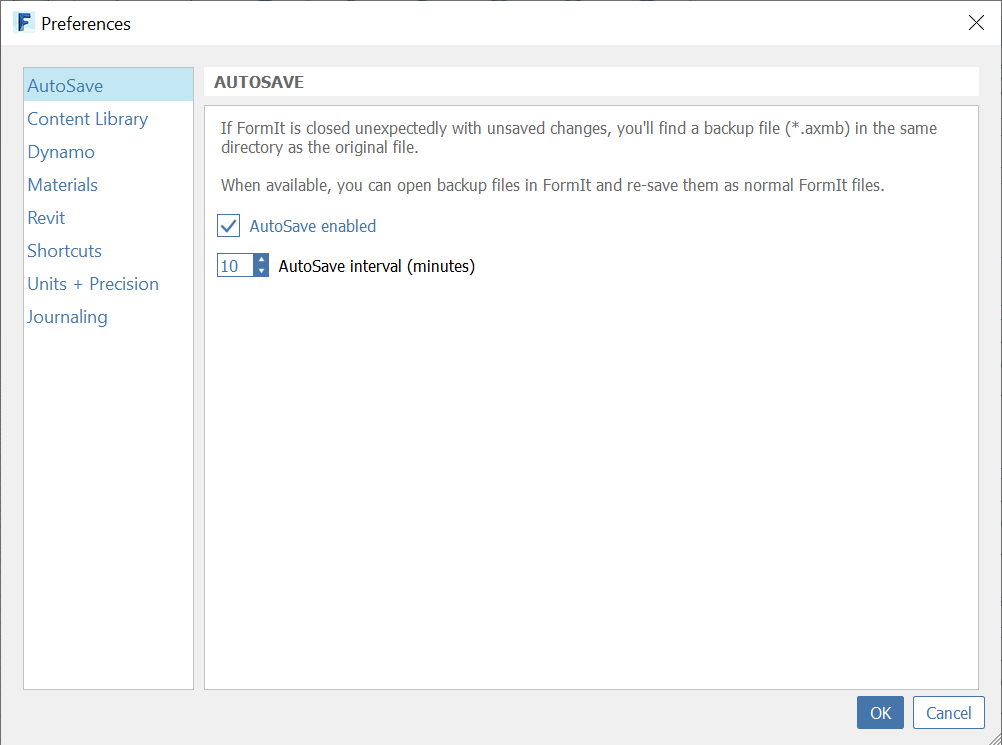 Preferences
AutoSave
Content Library
Dynamo
Materials
Revit
Shortcuts
Units + Precision
Journaling
AUTOSAVE
If FormIt is closed unexpectedly with unsaved changes, you'll find a backup file (*.axmb) in the same
directory as the original file.
When available, you can open backup files in FormIt and re-save them as normal FormIt files.
AutoSave enabled
10 AutoSave interval (minutes)
OK Cancel